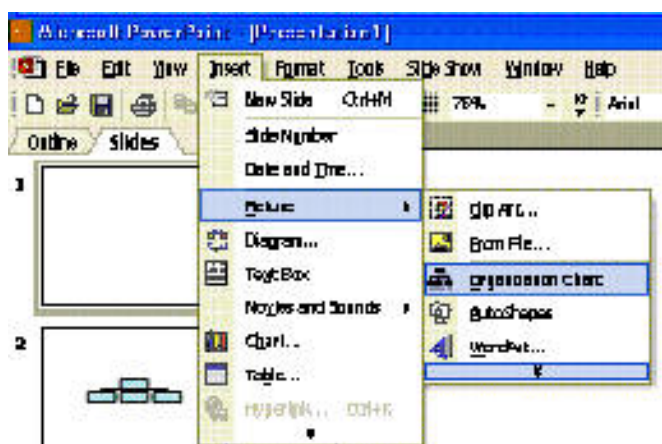 Microsoft PowerPoint - [Presentation1]
File Edit View Insert Format Tools Slide Show Window Help
New Slide Ctrl+M
Arial
Outline Slides
Slide Number
Date and Time...
1
Picture
Clip Art...
Diagram...
From File...
Text Box
Organization Chart
Movies and Sounds
AutoShapes
2
Chart...
WordArt...
Table...
Hyperlink... Ctrl+K